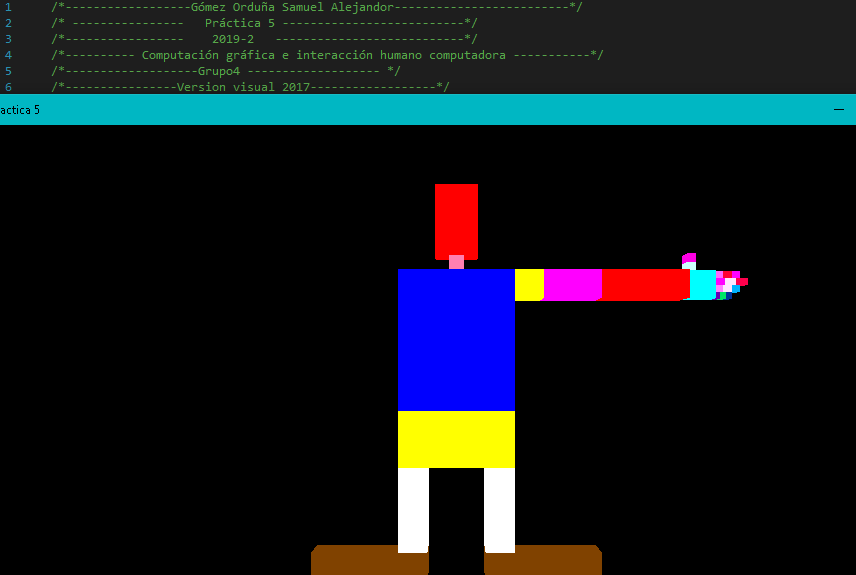 1 /*------------------Gómez Orduña Samuel Alejandor-------------------------*/
2 /* ---------------- Práctica 5 --------------------------*/
3 /*----------------- 2019-2 ---------------------------*/
4 /*---------- Computación gráfica e interacción humano computadora -----------*/
5 /*-------------------Grupo4 ------------------- */
6 /*----------------Version visual 2017------------------*/
actica 5